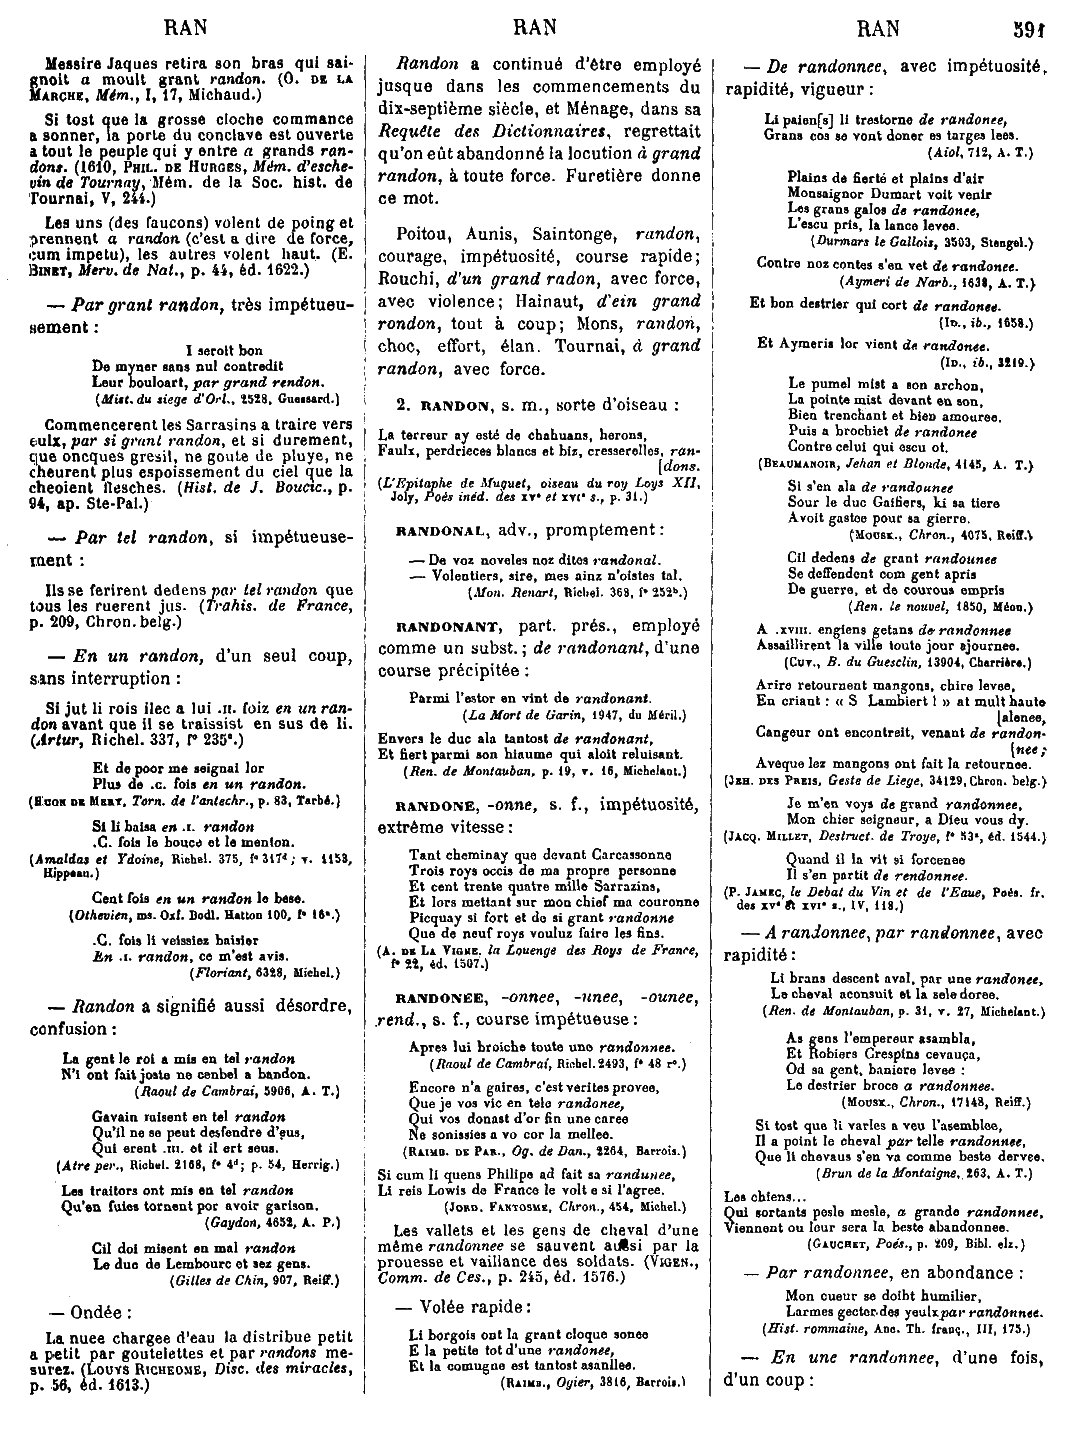 RAN
RAN
RAN
591
Messire Jaques retira son bras qui sai-
gnoit a moult grant randon. (O. DE LA
MARCHE, Mém., I, 17, Michaud.)
Si tost que la grosse cloche commance
a sonner, la porte du conclave est ouverte
a tout le peuple qui y entre a grands ran-
dons. (1610, PHIL. DE HURGES, Mém. d'esche-
vin de Tournay, Mém. de la Soc. hist. de
Tournai, V, 244.)
Les uns (des faucons) volent de poing et
prennent a randon (c'est a dire de force,
cum impetu), les autres volent haut. (E.
BINET, Merv. de Nat., p. 44, éd. 1622.)
— Par grant randon, très impétueu-
sement :
I seroit bon
De myner sans nul contredit
Leur bouloart, par grand rendon.
(Mist. du siege d'Orl., 2528, Guessard.)
Commencerent les Sarrasins a traire vers
eulx, par si grant randon, et si durement,
que oncques gresil, ne goute de pluye, ne
cheurent plus espoissement du ciel que la
cheoient flesches. (Hist. de J. Boucic., p.
94, ap. Ste-Pal.)
— Par tel randon, si impétueuse-
ment :
Ils se ferirent dedens par tel randon que
tous les ruerent jus. (Trahis. de France,
p. 209, Chron. belg.)
— En un randon, d'un seul coup,
sans interruption :
Si jut li rois ilec a lui .II. foiz en un ran-
don avant que il se traissist en sus de li.
(Artur, Richel. 337, f° 235ª.)
Et de poor me seignai lor
Plus de .c. fois en un randon.
(HUON DE MERY, Torn. de l'antechr., p. 83, Tarbé.)
Si li baisa en .I. randon
.C. fois le bouce et le menton.
(Amaldas et Ydoine, Richel. 375, f° 317ᵈ; v. 1153,
Hippeau.)
Cent fois en un randon le bese.
(Othevien, ms. Oxf. Bodl. Hatton 100, f° 16ª.)
.C. fois li veissiez baisier
En .I. randon, ce m'est avis.
(Floriant, 6328, Michel.)
— Randon a signifié aussi désordre,
confusion :
La gent le roi a mis en tel randon
N'i ont fait joste ne cenbel a bandon.
(Raoul de Cambrai, 5906, A. T.)
Gavain misent en tel randon
Qu'il ne se peut desfendre d'eus,
Qui erent .III. et il ert seus.
(Atre per., Richel. 2168, f° 4ᵈ; p. 54, Herrig.)
Les traitors ont mis en tel randon
Qu'en fuies tornent por avoir garison.
(Gaydon, 4652, A. P.)
Cil doi misent en mal randon
Le duc de Lembourc et sez gens.
(Gilles de Chin, 907, Reiff.)
— Ondée :
La nuee chargee d'eau la distribue petit
a petit par goutelettes et par randons me-
surez. (LOUYS RICHEOME, Disc. des miracles,
p. 56, éd. 1613.)
Randon a continué d'être employé
jusque dans les commencements du
dix-septième siècle, et Ménage, dans sa
Requête des Dictionnaires, regrettait
qu'on eût abandonné la locution à grand
randon, à toute force. Furetière donne
ce mot.
Poitou, Aunis, Saintonge, randon,
courage, impétuosité, course rapide ;
Rouchi, d'un grand radon, avec force,
avec violence ; Hainaut, d'ein grand
rondon, tout à coup ; Mons, randon,
choc, effort, élan. Tournai, à grand
randon, avec force.
2. RANDON, s. m., sorte d'oiseau :
La terreur ay esté de chahuans, herons,
Faulx, perdrieces blancs et biz, cresserelles, ran-
[dons.
(L'Epitaphe de Muguet, oiseau du roy Loys XII,
Joly, Poés inéd. des XVᵉ et XVIᵉ s., p. 31.)
RANDONAL, adv., promptement :
— De voz noveles noz dites randonal.
— Volentiers, sire, mes ainz n'oistes tal.
(Mon. Renart, Richel. 368, f° 252ᵇ.)
RANDONANT, part. prés., employé
comme un subst. ; de randonant, d'une
course précipitée :
Parmi l'estor en vint de randonant.
(La Mort de Garin, 1947, du Méril.)
Envers le duc ala tantost de randonant,
Et fiert parmi son hiaume qui aloit reluisant.
(Ren. de Montauban, p. 19, v. 16, Michelant.)
RANDONE, -onne, s. f., impétuosité,
extrême vitesse :
Tant cheminay que devant Carcassonne
Trois roys occis de ma propre personne
Et cent trente quatre mille Sarrazins,
Et lors mettant sur mon chief ma couronne
Picquay si fort et de si grant randonne
Que de neuf roys vouluz faire les fins.
(A. DE LA VIGNE, la Louenge des Roys de France,
f° 22, éd. 1507.)
RANDONEE, -onnee, -unee, -ounee,
rend., s. f., course impétueuse :
Apres lui broiche toute une randonnee.
(Raoul de Cambrai, Richel. 2493, f° 48 r°.)
Encore n'a gaires, c'est verites provee,
Que je vos vic en tele randonee,
Qui vos donast d'or fin une caree
Ne sonissies a vo cor la mellee.
(RAIMB. DE PAR., Og. de Dan., 2264, Barrois.)
Si cum li quens Philipe ad fait sa randunee,
Li reis Lowis de France le volt e si l'agree.
(JORD. FANTOSME, Chron., 454, Michel.)
Les vallets et les gens de cheval d'une
même randonnee se sauvent aussi par la
prouesse et vaillance des soldats. (VIGEN.,
Comm. de Ces., p. 245, éd. 1576.)
— Volée rapide :
Li borgois ont la grant cloque sonee
E la petite tot d'une randonee,
Et la comugne est tantost asanllee.
(RAIMB., Ogier, 3816, Barrois.)
— De randonnee, avec impétuosité,
rapidité, vigueur :
Li paien[s] li trestorne de randonee,
Grans cos se vont doner es targes lees.
(Aiol, 712, A. T.)
Plains de fierté et plains d'air
Monsaignor Dumart voit venir
Les grans galos de randonee,
L'escu pris, la lance levee.
(Durmars le Gallois, 3503, Stengel.)
Contre noz contes s'en vet de randonee.
(Aymeri de Narb., 1638, A. T.)
Et bon destrier qui cort de randonee.
(ID., ib., 1658.)
Et Aymeris lor vient de randonee.
(ID., ib., 3219.)
Le pumel mist a son archon,
La pointe mist devant en son,
Bien trenchant et bien amouree.
Puis a brochiet de randonee
Contre celui qui escu ot.
(BEAUMANOIR, Jehan et Blonde, 4145, A. T.)
Si s'en ala de randounee
Sour le duc Gaifiers, ki sa tiere
Avoit gastee pour sa gierre.
(MOUSK., Chron., 4075, Reiff.)
Cil dedens de grant randounee
Se deffendent com gent apris
De guerre, et de courous empris
(Ren. le nouvel, 1850, Méon.)
A .XVIII. engiens getans de randonnee
Assaillirent la ville toute jour ajournee.
(CUV., B. du Guesclin, 13904, Charrière.)
Arire retournent mangons, chire levee,
En criant : « S Lambiert ! » at mult haute
[alenee,
Cangeur ont encontreit, venant de randon-
[nee ;
Aveque lez mangons ont fait la retournee.
(JEH. DES PREIS, Geste de Liege, 34129, Chron. belg.)
Je m'en voys de grand randonnee,
Mon chier seigneur, a Dieu vous dy.
(JACQ. MILLET, Destruct. de Troye, f° 53ᵃ, éd. 1544.)
Quand il la vit si forcenee
Il s'en partit de rendonnee.
(P. JAMEC, le Debat du Vin et de l'Eaue, Poés. fr.
des XVᵉ et XVIᵉ s., IV, 118.)
— A randonnee, par randonnee, avec
rapidité :
Li brans descent aval, par une randonee,
Le cheval aconsuit et la sele doree.
(Ren. de Montauban, p. 31, v. 27, Michelant.)
As gens l'empereur asambla,
Et Robiers Crespins cevauça,
Od sa gent, baniere levee :
Le destrier broce a randonnee.
(MOUSK., Chron., 17148, Reiff.)
Si tost que li varles a veu l'asemblee,
Il a point le cheval par telle randonnee,
Que li chevaus s'en va comme beste dervee.
(Brun de la Montaigne, 263, A. T.)
Les chiens...
Qui sortants pesle mesle, a grande randonnee,
Viennent ou leur sera la beste abandonnee.
(GAUCHET, Poés., p. 209, Bibl. elz.)
— Par randonnee, en abondance :
Mon cueur se doibt humilier,
Larmes gecter des yeulx par randonnee.
(Hist. rommaine, Anc. Th. franç., III, 175.)
— En une randonnee, d'une fois,
d'un coup :